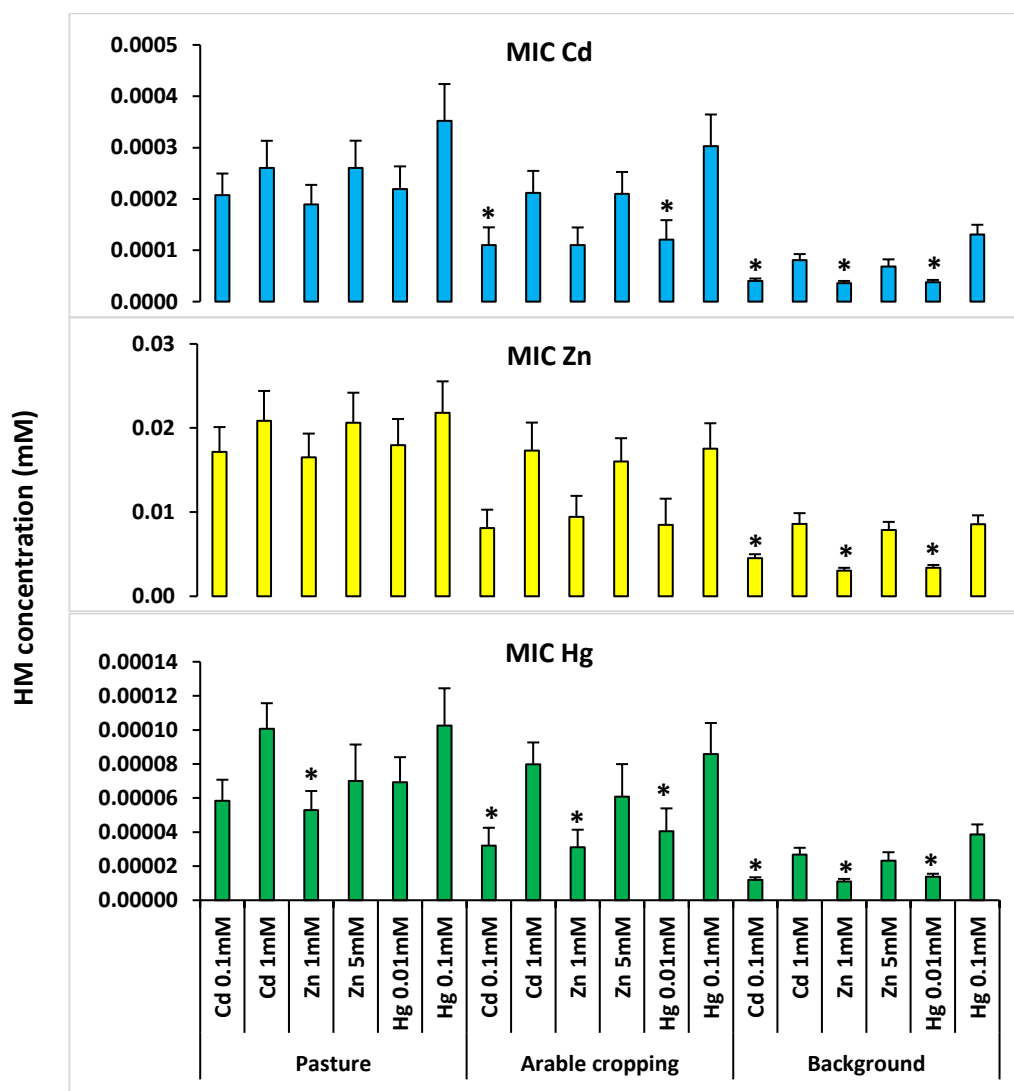 HM concentration (mM)
MIC Cd
0.0005
0.0004
0.0003
0.0002
0.0001
0.0000
* * * * *
MIC Zn
0.03
0.02
0.01
0.00
* * *
MIC Hg
0.00014
0.00012
0.00010
0.00008
0.00006
0.00004
0.00002
0.00000
* * * * * * *
Cd 0.1mM
Cd 1mM
Zn 1mM
Zn 5mM
Hg 0.01mM
Hg 0.1mM
Cd 0.1mM
Cd 1mM
Zn 1mM
Zn 5mM
Hg 0.01mM
Hg 0.1mM
Cd 0.1mM
Cd 1mM
Zn 1mM
Zn 5mM
Hg 0.01mM
Hg 0.1mM
Pasture
Arable cropping
Background